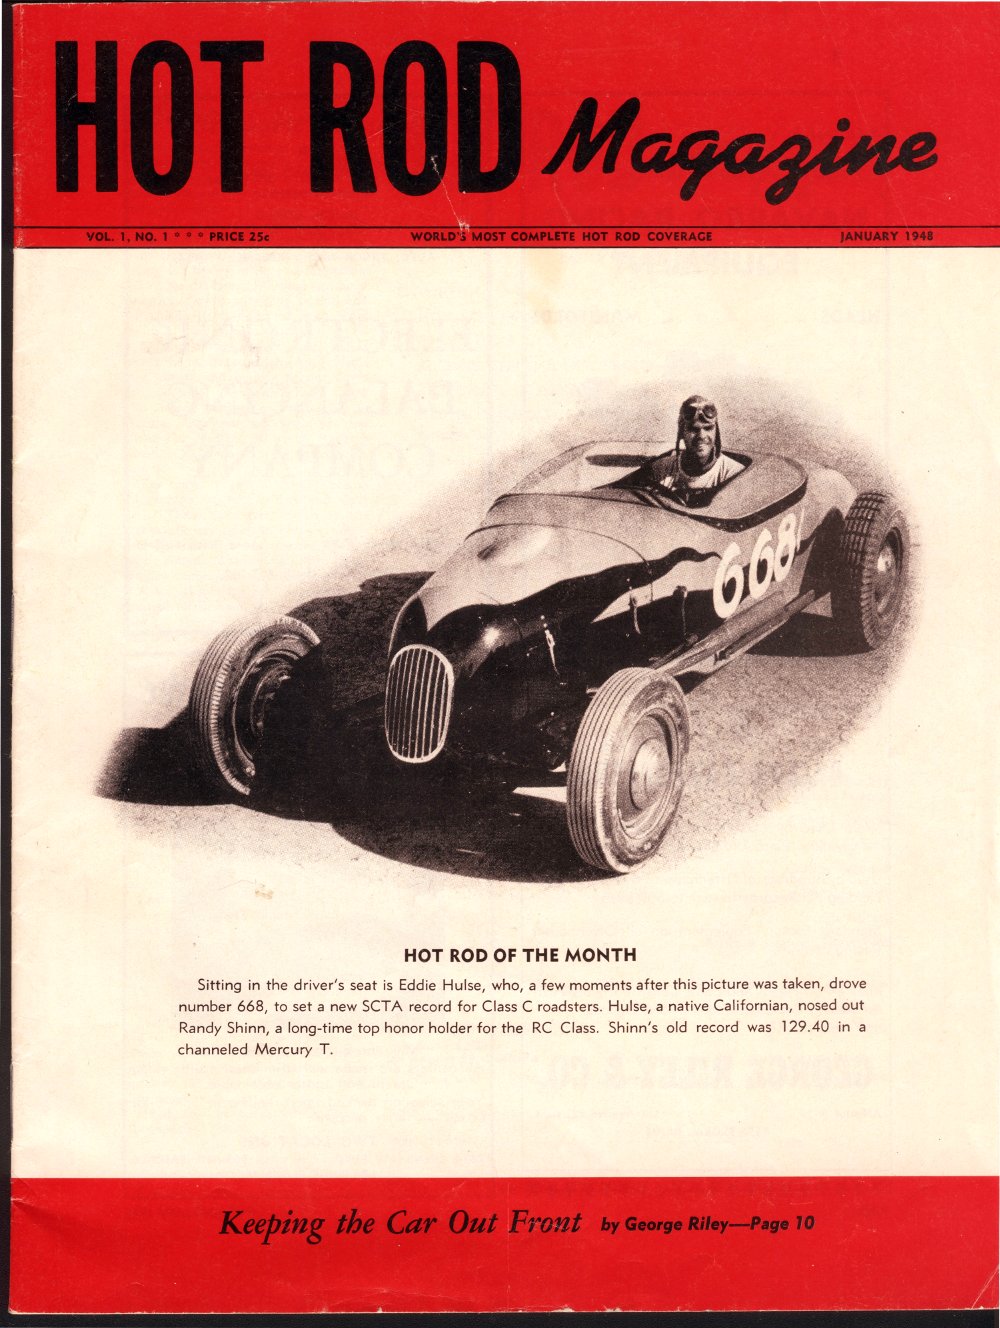 HOT ROD Magazine
VOL. 1, NO. 1 * * * PRICE 25c WORLD'S MOST COMPLETE HOT ROD COVERAGE JANUARY 1948
668
HOT ROD OF THE MONTH
Sitting in the driver's seat is Eddie Hulse, who, a few moments after this picture was taken, drove
number 668, to set a new SCTA record for Class C roadsters. Hulse, a native Californian, nosed out
Randy Shinn, a long-time top honor holder for the RC Class. Shinn's old record was 129.40 in a
channeled Mercury T.
Keeping the Car Out Front by George Riley—Page 10